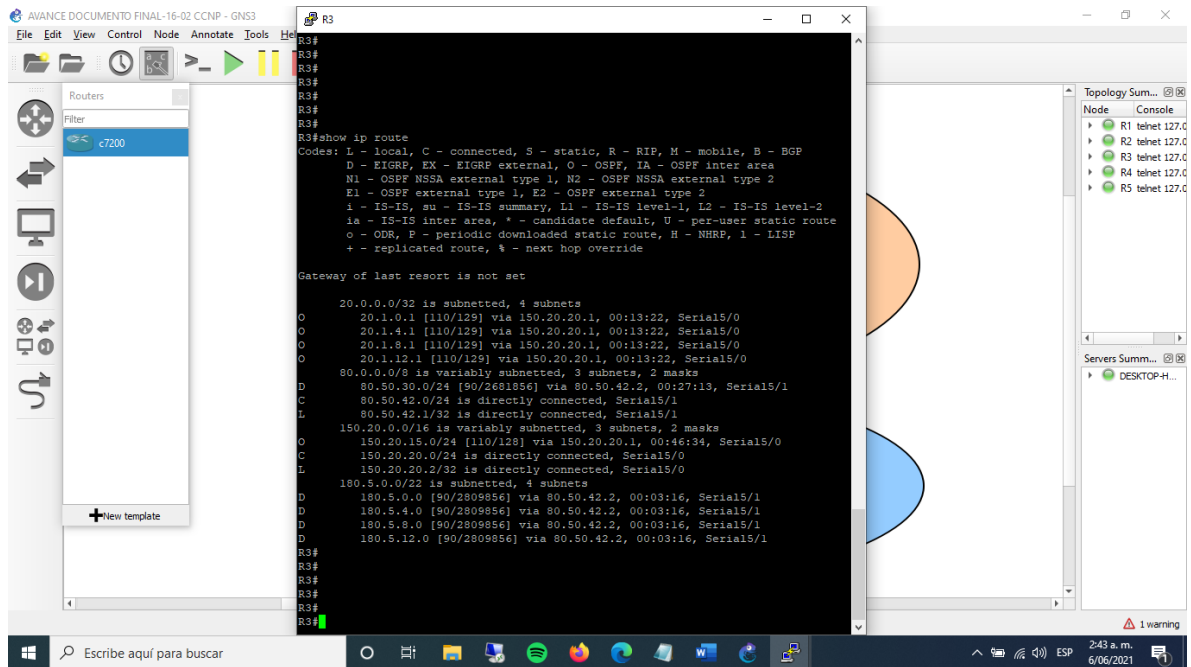 AVANCE DOCUMENTO FINAL-16-02 CCNP - GNS3
File Edit View Control Node Annotate Tools Hel
Routers
Filter
c7200
New template
R3
R3#
R3#
R3#
R3#
R3#
R3#
R3#
R3#show ip route
Codes: L - local, C - connected, S - static, R - RIP, M - mobile, B - BGP
D - EIGRP, EX - EIGRP external, O - OSPF, IA - OSPF inter area
N1 - OSPF NSSA external type 1, N2 - OSPF NSSA external type 2
E1 - OSPF external type 1, E2 - OSPF external type 2
i - IS-IS, su - IS-IS summary, L1 - IS-IS level-1, L2 - IS-IS level-2
ia - IS-IS inter area, * - candidate default, U - per-user static route
o - ODR, P - periodic downloaded static route, H - NHRP, l - LISP
+ - replicated route, % - next hop override
Gateway of last resort is not set
20.0.0.0/32 is subnetted, 4 subnets
O 20.1.0.1 [110/129] via 150.20.20.1, 00:13:22, Serial5/0
O 20.1.4.1 [110/129] via 150.20.20.1, 00:13:22, Serial5/0
O 20.1.8.1 [110/129] via 150.20.20.1, 00:13:22, Serial5/0
O 20.1.12.1 [110/129] via 150.20.20.1, 00:13:22, Serial5/0
80.0.0.0/8 is variably subnetted, 3 subnets, 2 masks
D 80.50.30.0/24 [90/2681856] via 80.50.42.2, 00:27:13, Serial5/1
C 80.50.42.0/24 is directly connected, Serial5/1
L 80.50.42.1/32 is directly connected, Serial5/1
150.20.0.0/16 is variably subnetted, 3 subnets, 2 masks
O 150.20.15.0/24 [110/128] via 150.20.20.1, 00:46:34, Serial5/0
C 150.20.20.0/24 is directly connected, Serial5/0
L 150.20.20.2/32 is directly connected, Serial5/0
180.5.0.0/22 is subnetted, 4 subnets
D 180.5.0.0 [90/2809856] via 80.50.42.2, 00:03:16, Serial5/1
D 180.5.4.0 [90/2809856] via 80.50.42.2, 00:03:16, Serial5/1
D 180.5.8.0 [90/2809856] via 80.50.42.2, 00:03:16, Serial5/1
D 180.5.12.0 [90/2809856] via 80.50.42.2, 00:03:16, Serial5/1
R3#
R3#
R3#
R3#
R3#
R3#
Topology Summ...
Node Console
R1 telnet 127.0
R2 telnet 127.0
R3 telnet 127.0
R4 telnet 127.0
R5 telnet 127.0
Servers Summ...
DESKTOP-H...
1 warning
Escribe aquí para buscar
ESP
2:43 a. m.
6/06/2021